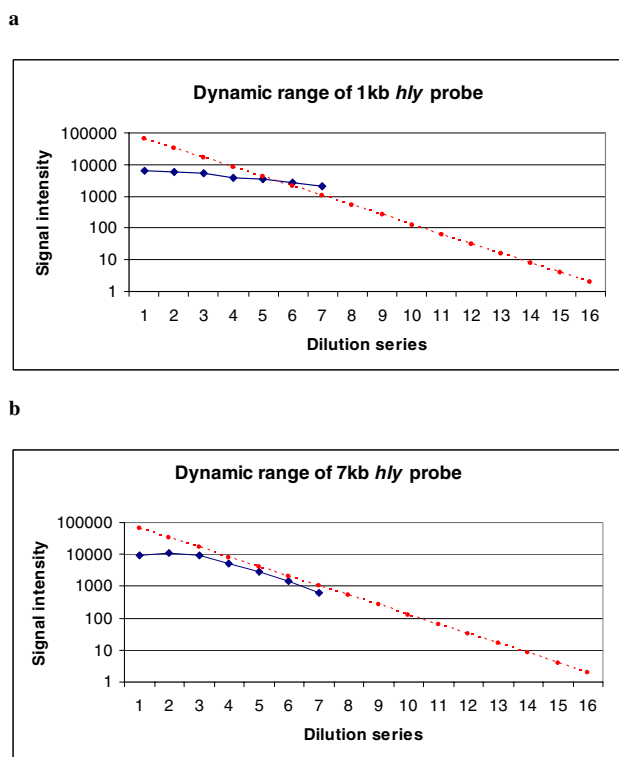 a
Dynamic range of 1kb hly probe
100000
10000
1000
100
10
1
Signal intensity
1 2 3 4 5 6 7 8 9 10 11 12 13 14 15 16
Dilution series
b
Dynamic range of 7kb hly probe
100000
10000
1000
100
10
1
Signal intensity
1 2 3 4 5 6 7 8 9 10 11 12 13 14 15 16
Dilution series